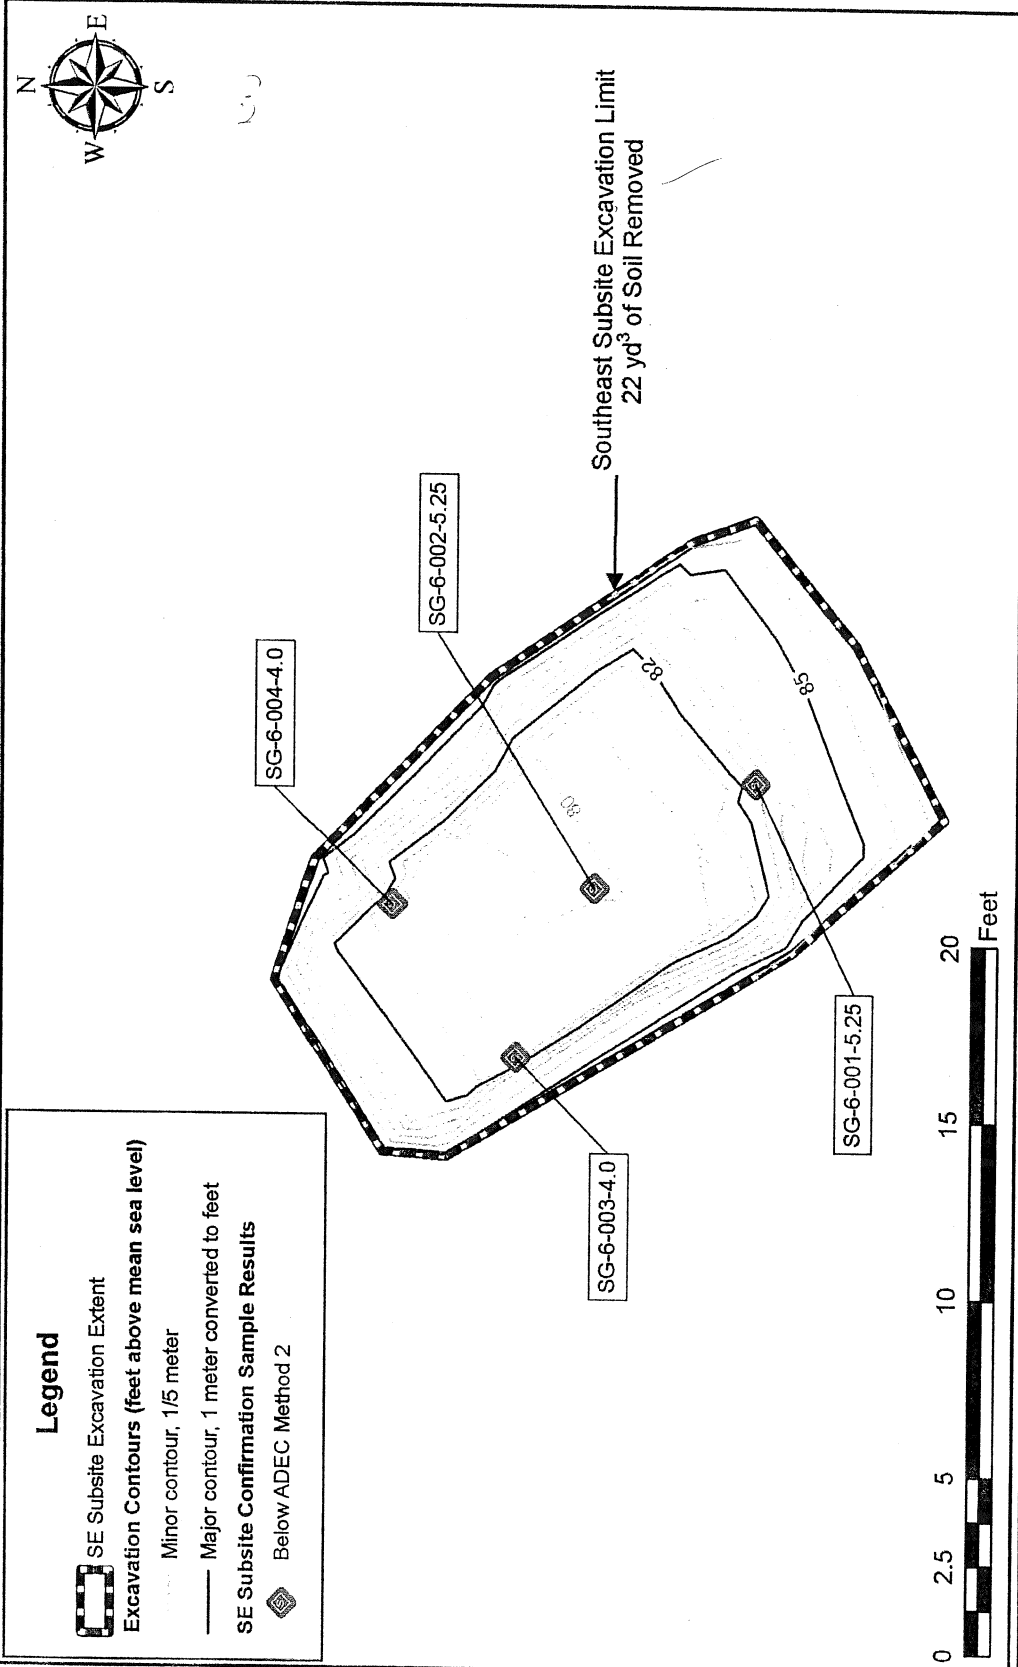 Legend
SE Subsite Excavation Extent
Excavation Contours (feet above mean sea level)
Minor contour, 1/5 meter
Major contour, 1 meter converted to feet
SE Subsite Confirmation Sample Results
Below ADEC Method 2
N
E
S
W
SG-6-004-4.0
SG-6-002-5.25
Southeast Subsite Excavation Limit
22 yd³ of Soil Removed
80
82
85
SG-6-003-4.0
SG-6-001-5.25
0 2.5 5 10 15 20
Feet